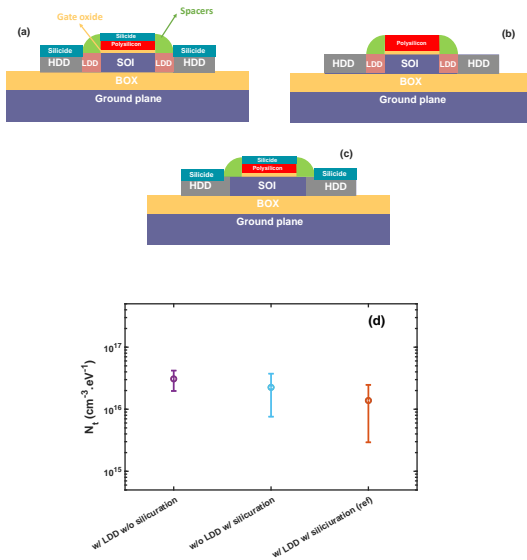 Gate oxide
Spacers
(a)
Silicide
Silicide
Polysilicon
Silicide
HDD
LDD
SOI
LDD
HDD
BOX
Ground plane
(b)
Polysilicon
HDD
LDD
SOI
LDD
HDD
BOX
Ground plane
(c)
Silicide
Silicide
Polysilicon
Silicide
HDD
SOI
HDD
BOX
Ground plane
(d)
N_t (cm^-3.eV^-1)
10^17
10^16
10^15
w/ LDD w/o silicuration
w/o LDD w/ silicuration
w/ LDD w/ siliciuration (ref)